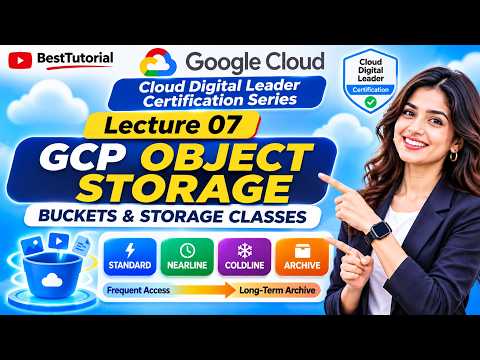 BestTutorial
Google Cloud
Cloud Digital Leader
Certification Series
Cloud
Digital
Leader
Certification
Lecture 07
GCP OBJECT
STORAGE
BUCKETS & STORAGE CLASSES
STANDARD
NEARLINE
COLDLINE
ARCHIVE
Frequent Access
Long-Term Archive